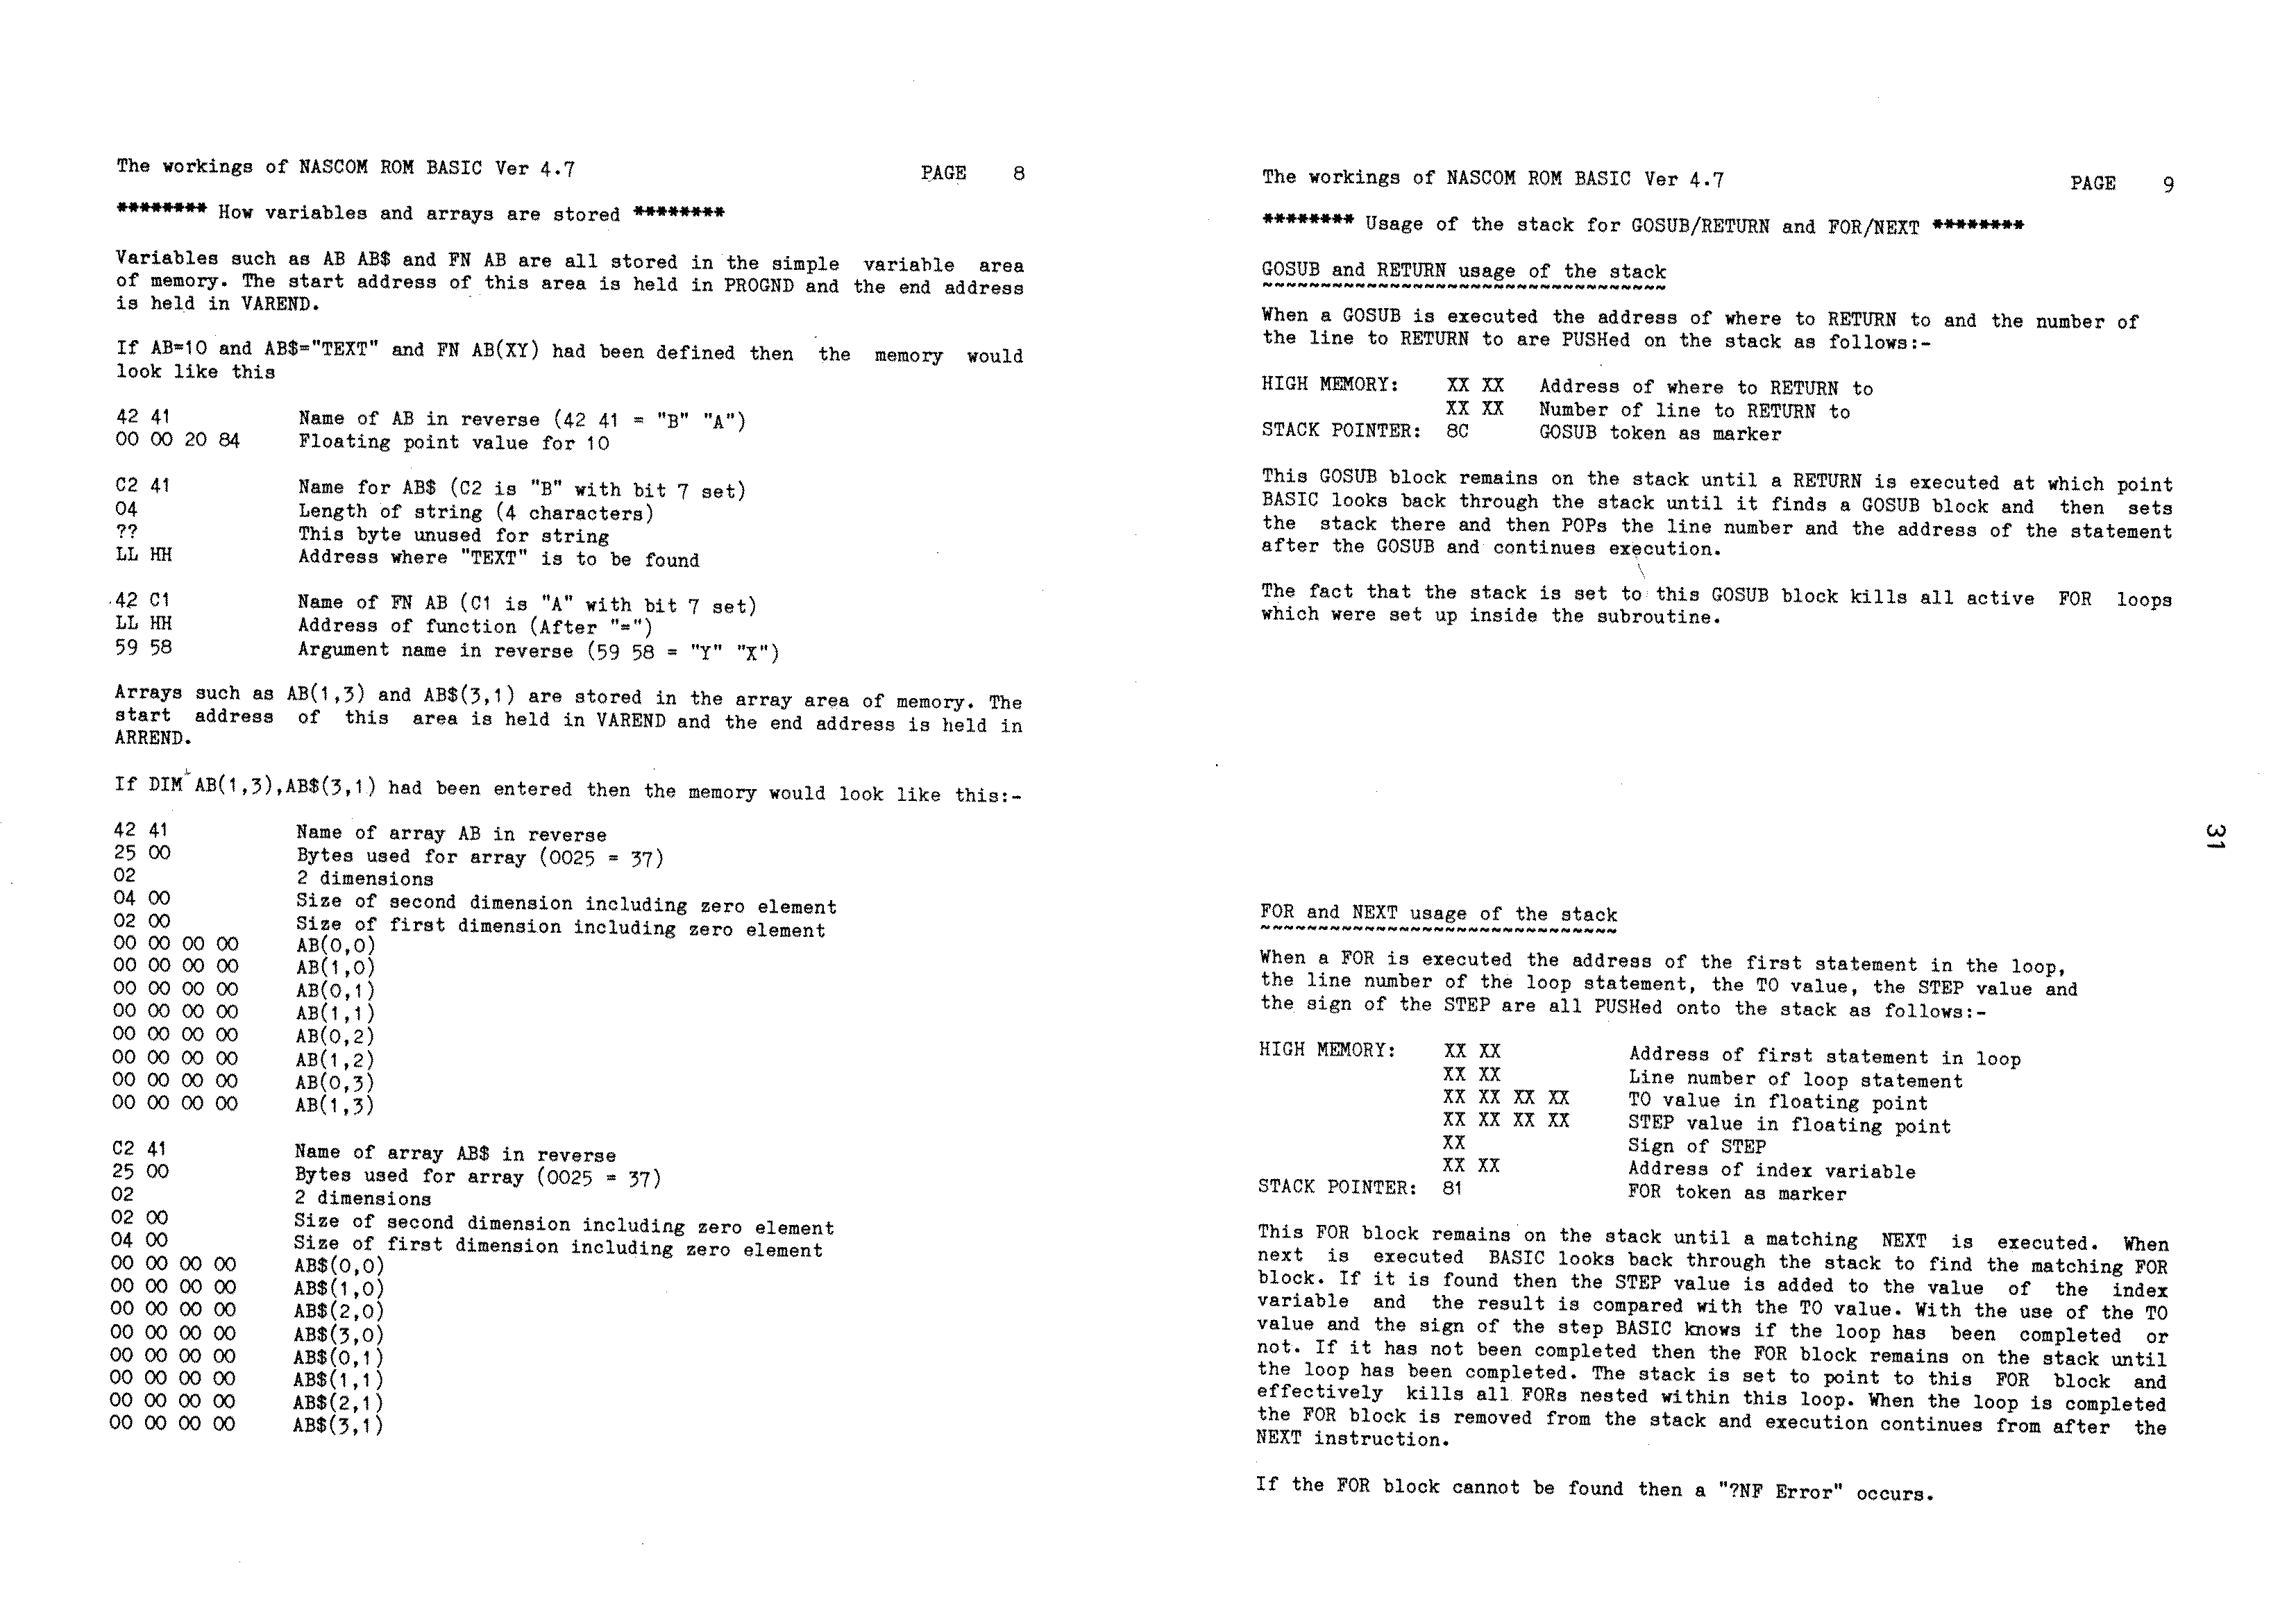 The workings of NASCOM ROM BASIC Ver 4.7 PAGE 8
******** How variables and arrays are stored ********
Variables such as AB AB$ and FN AB are all stored in the simple variable area
of memory. The start address of this area is held in PROGND and the end address
is held in VAREND.
If AB=10 and AB$="TEXT" and FN AB(XY) had been defined then the memory would
look like this
42 41 Name of AB in reverse (42 41 = "B" "A")
00 00 20 84 Floating point value for 10
C2 41 Name for AB$ (C2 is "B" with bit 7 set)
04 Length of string (4 characters)
?? This byte unused for string
LL HH Address where "TEXT" is to be found
42 C1 Name of FN AB (C1 is "A" with bit 7 set)
LL HH Address of function (After "=")
59 58 Argument name in reverse (59 58 = "Y" "X")
Arrays such as AB(1,3) and AB$(3,1) are stored in the array area of memory. The
start address of this area is held in VAREND and the end address is held in
ARREND.
If DIM AB(1,3),AB$(3,1) had been entered then the memory would look like this:-
42 41 Name of array AB in reverse
25 00 Bytes used for array (0025 = 37)
02 2 dimensions
04 00 Size of second dimension including zero element
02 00 Size of first dimension including zero element
00 00 00 00 AB(0,0)
00 00 00 00 AB(1,0)
00 00 00 00 AB(0,1)
00 00 00 00 AB(1,1)
00 00 00 00 AB(0,2)
00 00 00 00 AB(1,2)
00 00 00 00 AB(0,3)
00 00 00 00 AB(1,3)
C2 41 Name of array AB$ in reverse
25 00 Bytes used for array (0025 = 37)
02 2 dimensions
02 00 Size of second dimension including zero element
04 00 Size of first dimension including zero element
00 00 00 00 AB$(0,0)
00 00 00 00 AB$(1,0)
00 00 00 00 AB$(2,0)
00 00 00 00 AB$(3,0)
00 00 00 00 AB$(0,1)
00 00 00 00 AB$(1,1)
00 00 00 00 AB$(2,1)
00 00 00 00 AB$(3,1)
The workings of NASCOM ROM BASIC Ver 4.7 PAGE 9
******** Usage of the stack for GOSUB/RETURN and FOR/NEXT ********
GOSUB and RETURN usage of the stack
~~~~~~~~~~~~~~~~~~~~~~~~~~~~~~~~~~~
When a GOSUB is executed the address of where to RETURN to and the number of
the line to RETURN to are PUSHed on the stack as follows:-
HIGH MEMORY: XX XX Address of where to RETURN to
XX XX Number of line to RETURN to
STACK POINTER: 8C GOSUB token as marker
This GOSUB block remains on the stack until a RETURN is executed at which point
BASIC looks back through the stack until it finds a GOSUB block and then sets
the stack there and then POPs the line number and the address of the statement
after the GOSUB and continues execution.
The fact that the stack is set to this GOSUB block kills all active FOR loops
which were set up inside the subroutine.
FOR and NEXT usage of the stack
~~~~~~~~~~~~~~~~~~~~~~~~~~~~~~~
When a FOR is executed the address of the first statement in the loop,
the line number of the loop statement, the TO value, the STEP value and
the sign of the STEP are all PUSHed onto the stack as follows:-
HIGH MEMORY: XX XX Address of first statement in loop
XX XX Line number of loop statement
XX XX XX XX TO value in floating point
XX XX XX XX STEP value in floating point
XX Sign of STEP
XX XX Address of index variable
STACK POINTER: 81 FOR token as marker
This FOR block remains on the stack until a matching NEXT is executed. When
next is executed BASIC looks back through the stack to find the matching FOR
block. If it is found then the STEP value is added to the value of the index
variable and the result is compared with the TO value. With the use of the TO
value and the sign of the step BASIC knows if the loop has been completed or
not. If it has not been completed then the FOR block remains on the stack until
the loop has been completed. The stack is set to point to this FOR block and
effectively kills all FORs nested within this loop. When the loop is completed
the FOR block is removed from the stack and execution continues from after the
NEXT instruction.
If the FOR block cannot be found then a "?NF Error" occurs.
31